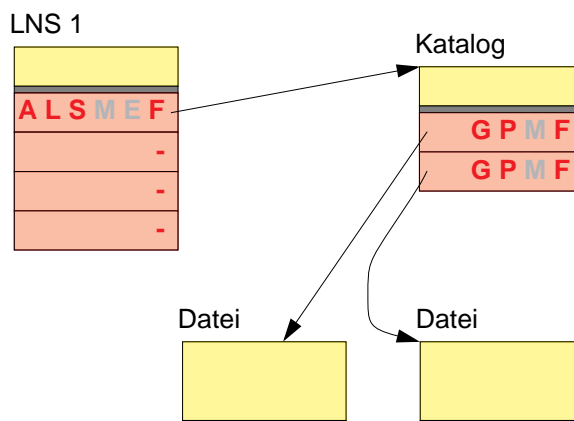 LNS 1
Katalog
A L S M E F
-
-
-
G P M F
G P M F
Datei
Datei